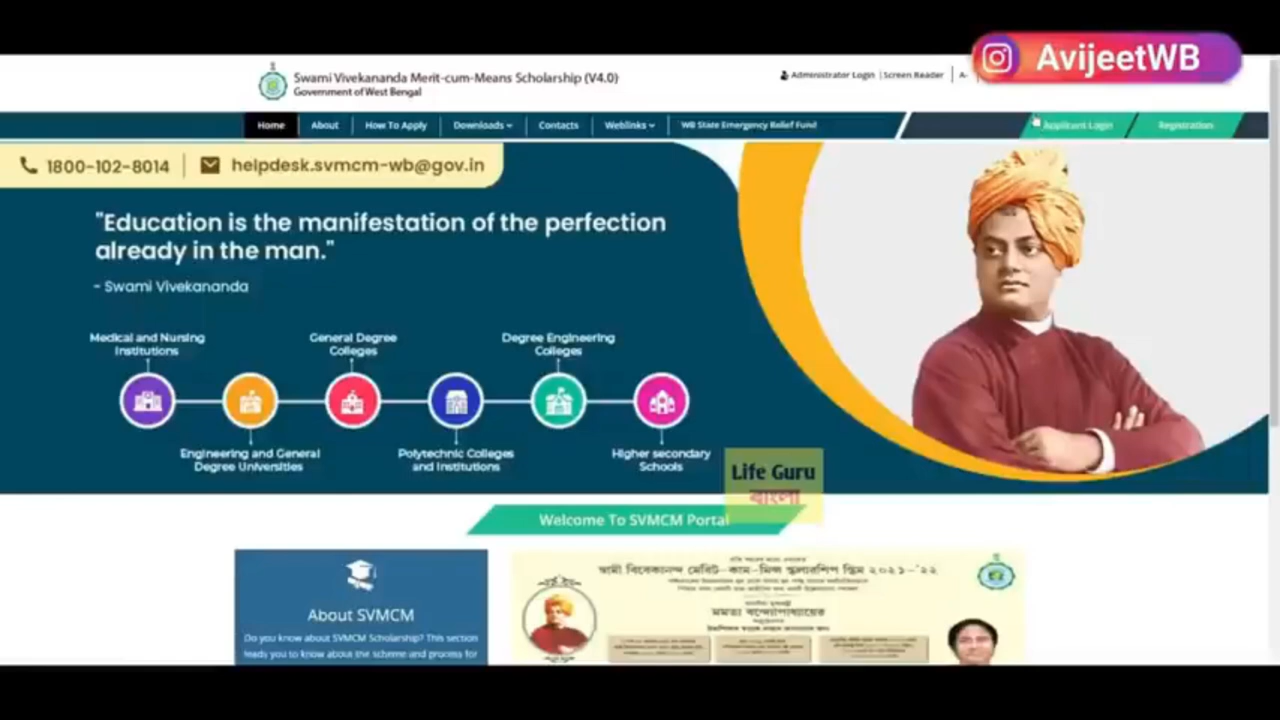 AvijeetWB
Swami Vivekananda Merit-cum-Means Scholarship (V4.0)
Government of West Bengal
Administrator Login | Screen Reader | A-
Home
About
How To Apply
Downloads
Contacts
Weblinks
WB State Emergency Relief Fund
Applicant Login
Registration
1800-102-8014
helpdesk.svmcm-wb@gov.in
"Education is the manifestation of the perfection
already in the man."
- Swami Vivekananda
Medical and Nursing
Institutions
General Degree
Colleges
Degree Engineering
Colleges
Engineering and General
Degree Universities
Polytechnic Colleges
and Institutions
Higher secondary
Schools
Life Guru
বাংলা
Welcome To SVMCM Portal
About SVMCM
Do you know about SVMCM Scholarship? This section
leads you to know about the scheme and process for
স্বামী বিবেকানন্দ মেরিট-কাম-মিন্স স্কলারশিপ স্কিম ২০২১-'২২
মমতা বন্দ্যোপাধ্যায়ের